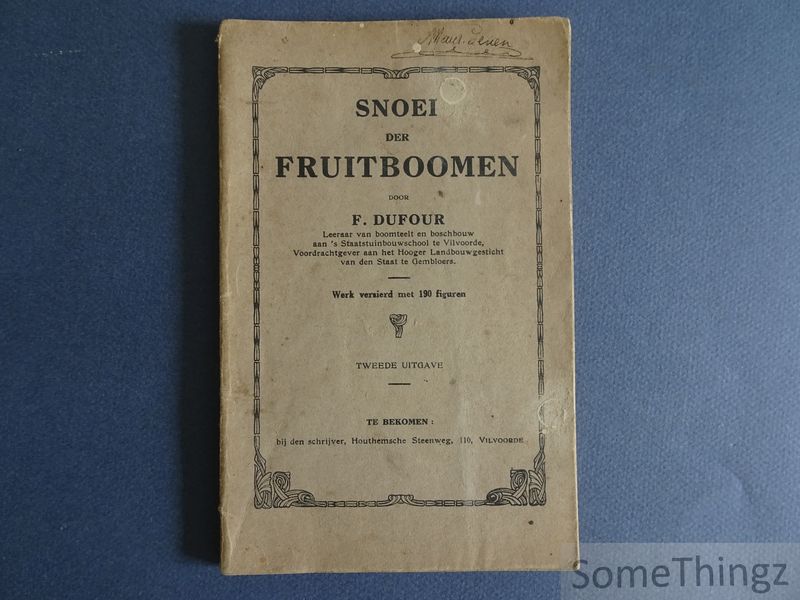 SNOEI
DER
FRUITBOOMEN
DOOR
F. DUFOUR
Leeraar van boomteelt en boschbouw
aan 's Staatstuinbouwschool te Vilvoorde,
Voordrachtgever aan het Hooger Landbouwgesticht
van den Staat te Gembloers.
Werk versierd met 190 figuren
TWEEDE UITGAVE
TE BEKOMEN :
bij den schrijver, Houthemsche Steenweg, 110, VILVOORDE
SomeThingz